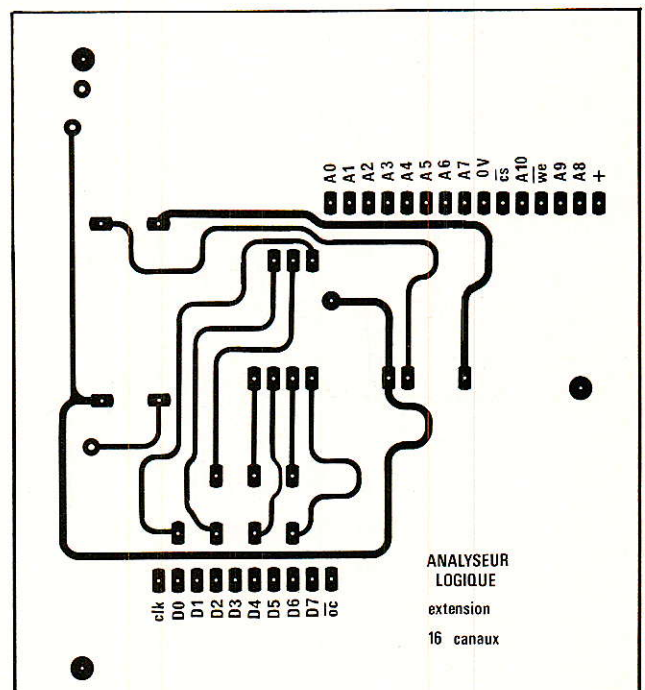 A0
A1
A2
A3
A4
A5
A6
A7
0V
cs
A10
we
A9
A8
+
clk
D0
D1
D2
D3
D4
D5
D6
D7
oc
ANALYSEUR
LOGIQUE
extension
16 canaux